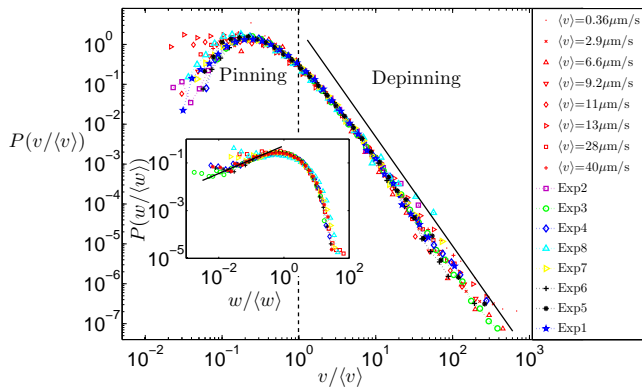 10^0
10^-1
10^-2
10^-3
10^-4
10^-5
10^-6
10^-7
P(v/⟨v⟩)
Pinning
Depinning
10^-1
10^-5
P(w/⟨w⟩)
10^-2
10^0
10^2
w/⟨w⟩
10^-2
10^-1
10^0
10^1
10^2
10^3
v/⟨v⟩
⟨v⟩=0.36μm/s
⟨v⟩=2.9μm/s
⟨v⟩=6.6μm/s
⟨v⟩=9.2μm/s
⟨v⟩=11μm/s
⟨v⟩=13μm/s
⟨v⟩=28μm/s
⟨v⟩=40μm/s
Exp2
Exp3
Exp4
Exp8
Exp7
Exp6
Exp5
Exp1